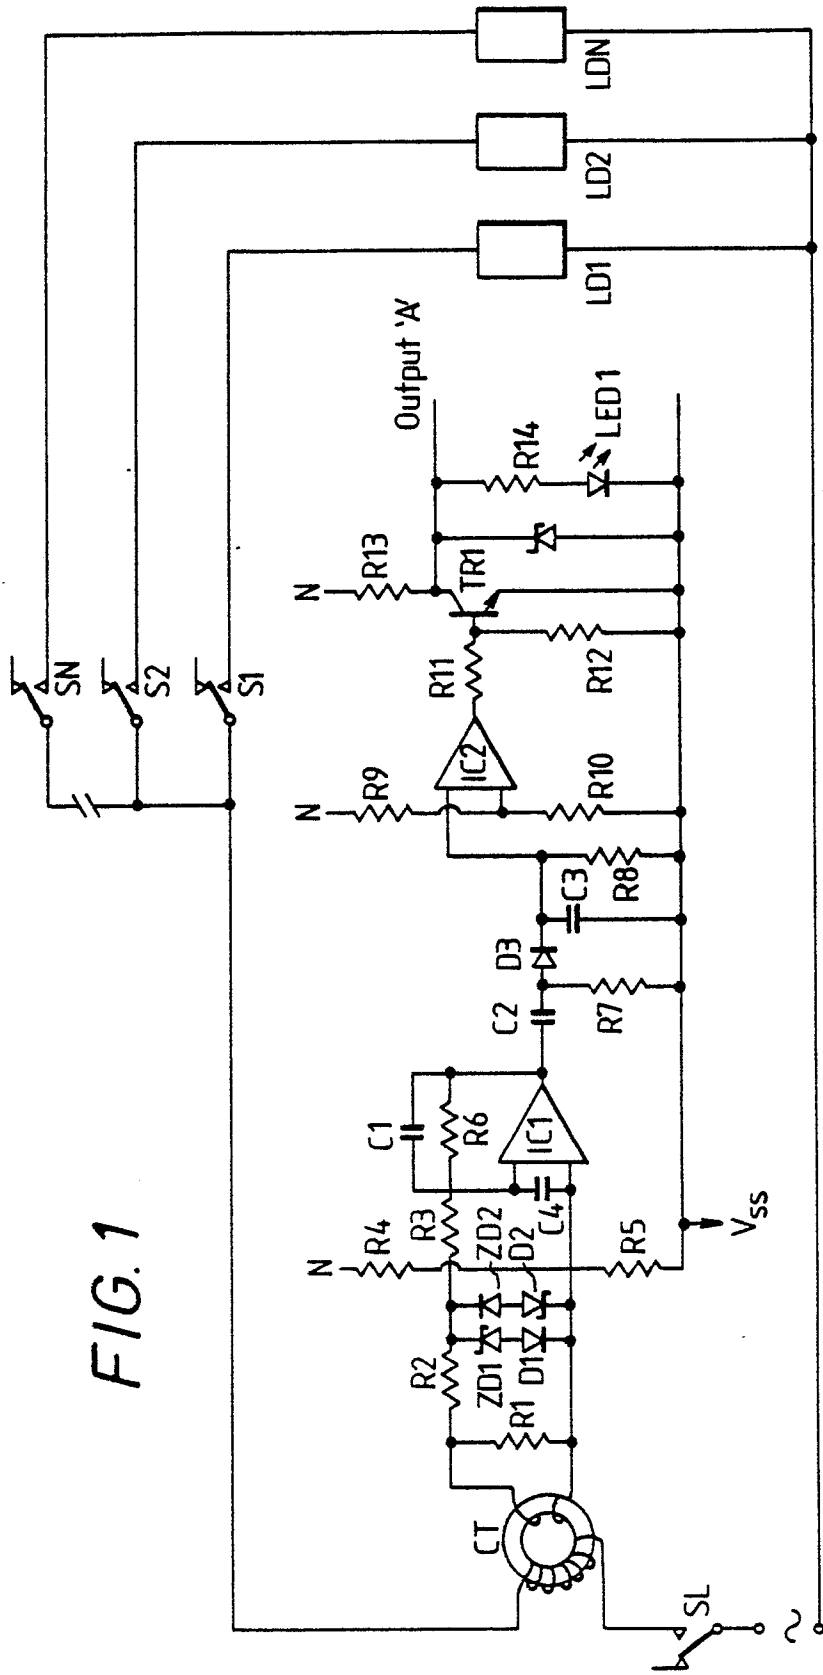 FIG. 1
SN
S2
S1
LDN
LD2
LD1
Output 'A'
N
R13
TR1
R14
LED1
N
R9
R11
IC2
R12
R10
D3
C3
R8
C2
R7
C1
R6
IC1
N
R4
R3
C4
ZD2
D2
R5
VSS
R2
ZD1
D1
R1
CT
SL
~